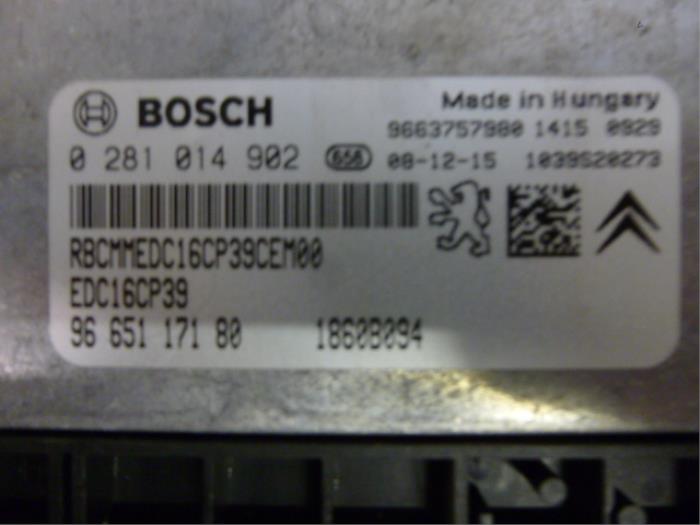 BOSCH
Made in Hungary
9663757980 1415 0929
0 281 014 902 656 08-12-15 1039S20273
RBCMMEDC16CP39CEM00
EDC16CP39
96 651 171 80 1860B094